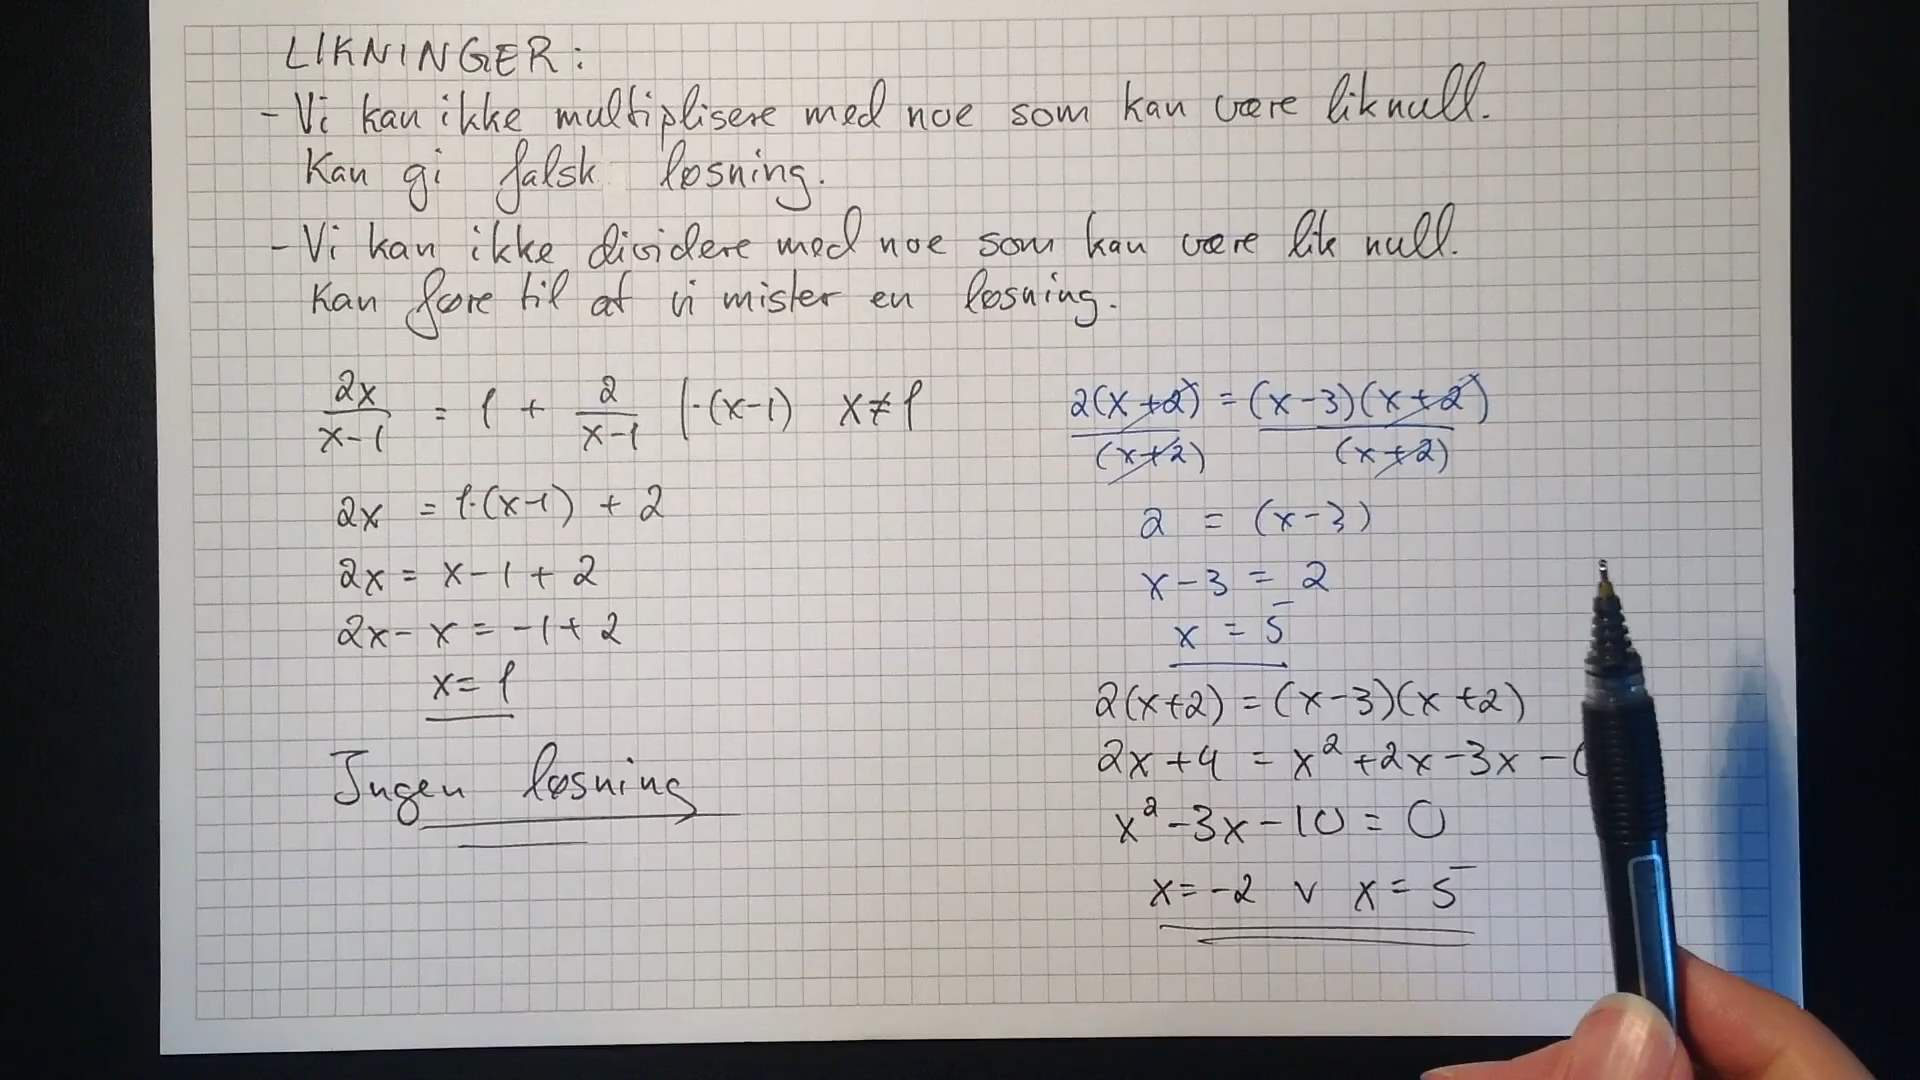 LIKNINGER:
- Vi kan ikke multiplisere med noe som kan være lik null.
Kan gi falsk løsning.
- Vi kan ikke dividere med noe som kan være lik null.
Kan føre til at vi mister en løsning.
2x/(x-1) = 1 + 2/(x-1) |·(x-1) x≠1
2x = 1·(x-1) + 2
2x = x-1+2
2x-x = -1+2
x=1
Ingen løsning
2(x+2)/(x+2) = (x-3)(x+2)/(x+2)
2 = (x-3)
x-3 = 2
x = 5
2(x+2) = (x-3)(x+2)
2x+4 = x²+2x-3x-
x²-3x-10=0
x=-2 v x=5